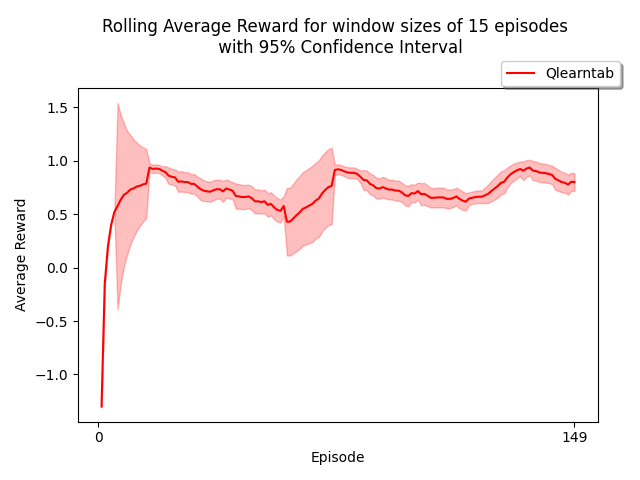 Rolling Average Reward for window sizes of 15 episodes
with 95% Confidence Interval
Qlearntab
1.5
1.0
0.5
0.0
−0.5
−1.0
Average Reward
0
149
Episode